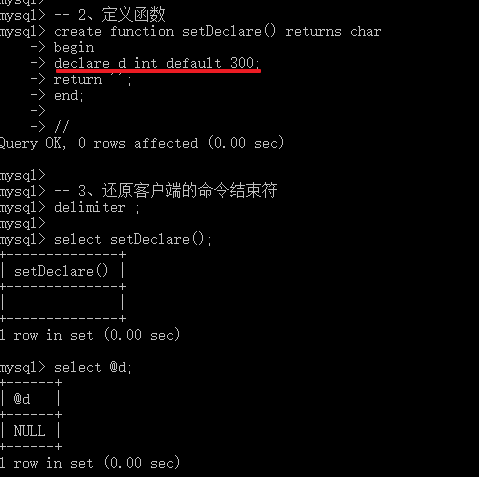 mysql>
mysql> -- 2、定义函数
mysql> create function setDeclare() returns char
    -> begin
    -> declare d int default 300;
    -> return '';
    -> end;
    ->
    -> //
Query OK, 0 rows affected (0.00 sec)
mysql>
mysql> -- 3、还原客户端的命令结束符
mysql> delimiter ;
mysql>
mysql> select setDeclare();
+--------------+
| setDeclare() |
+--------------+
|              |
+--------------+
1 row in set (0.00 sec)
mysql> select @d;
+------+
| @d   |
+------+
| NULL |
+------+
1 row in set (0.00 sec)